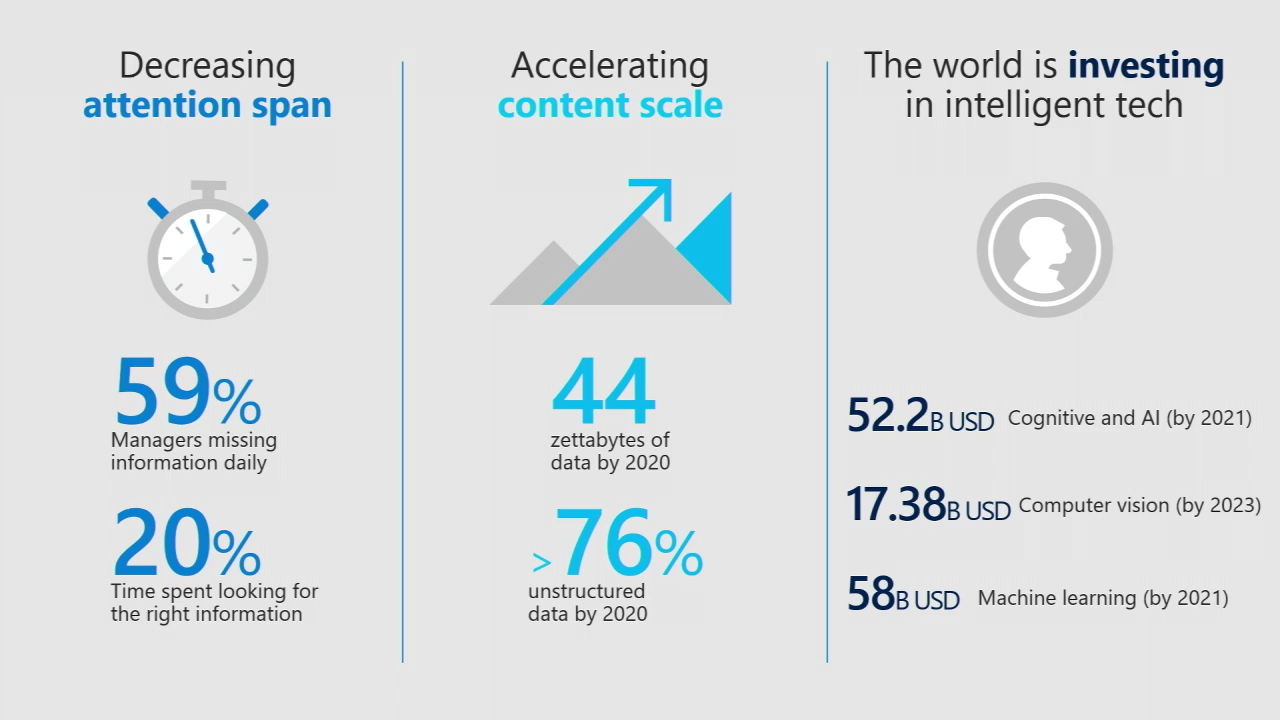 Decreasing
attention span
59%
Managers missing
information daily
20%
Time spent looking for
the right information
Accelerating
content scale
44
zettabytes of
data by 2020
>76%
unstructured
data by 2020
The world is investing
in intelligent tech
52.2B USD Cognitive and AI (by 2021)
17.38B USD Computer vision (by 2023)
58B USD Machine learning (by 2021)